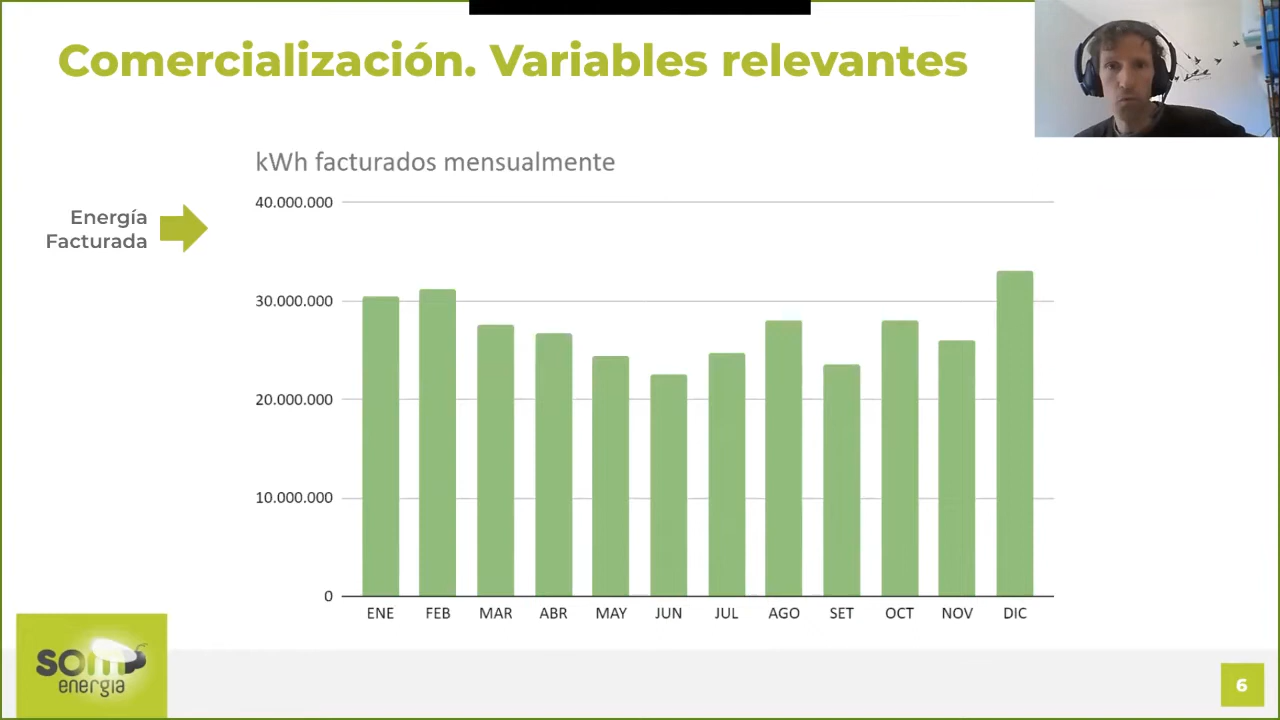 Comercialización. Variables relevantes
kWh facturados mensualmente
Energía
Facturada
40.000.000
30.000.000
20.000.000
10.000.000
0
ENE FEB MAR ABR MAY JUN JUL AGO SET OCT NOV DIC
som
energia
6